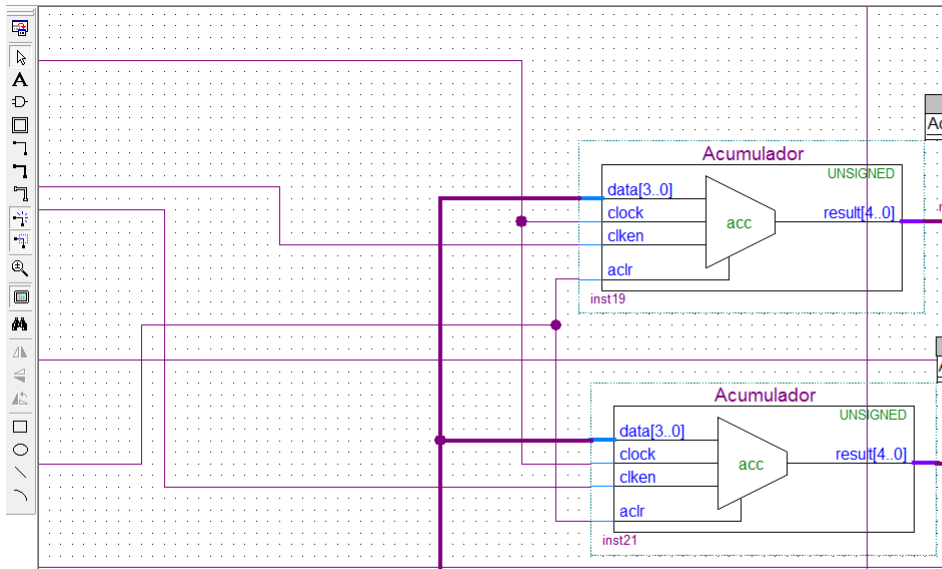 A
Acumulador
UNSIGNED
data[3..0]
clock
clken
aclr
acc
result[4..0]
inst19
Acumulador
UNSIGNED
data[3..0]
clock
clken
aclr
acc
result[4..0]
inst21